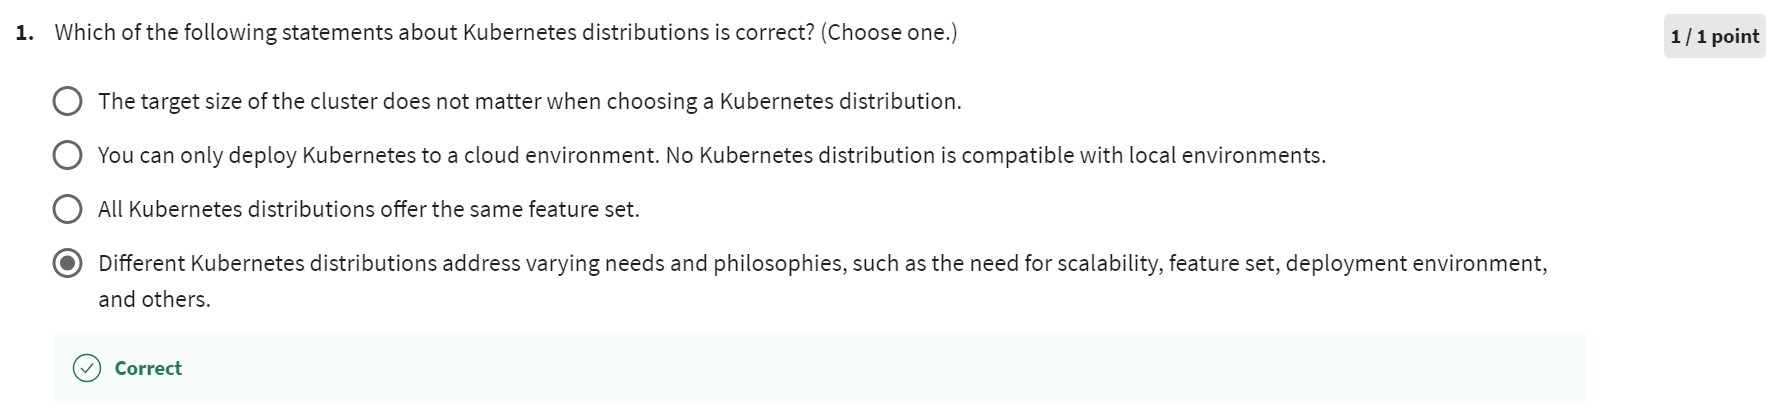 1. Which of the following statements about Kubernetes distributions is correct? (Choose one.)
1 / 1 point
The target size of the cluster does not matter when choosing a Kubernetes distribution.
You can only deploy Kubernetes to a cloud environment. No Kubernetes distribution is compatible with local environments.
All Kubernetes distributions offer the same feature set.
Different Kubernetes distributions address varying needs and philosophies, such as the need for scalability, feature set, deployment environment,
and others.
Correct